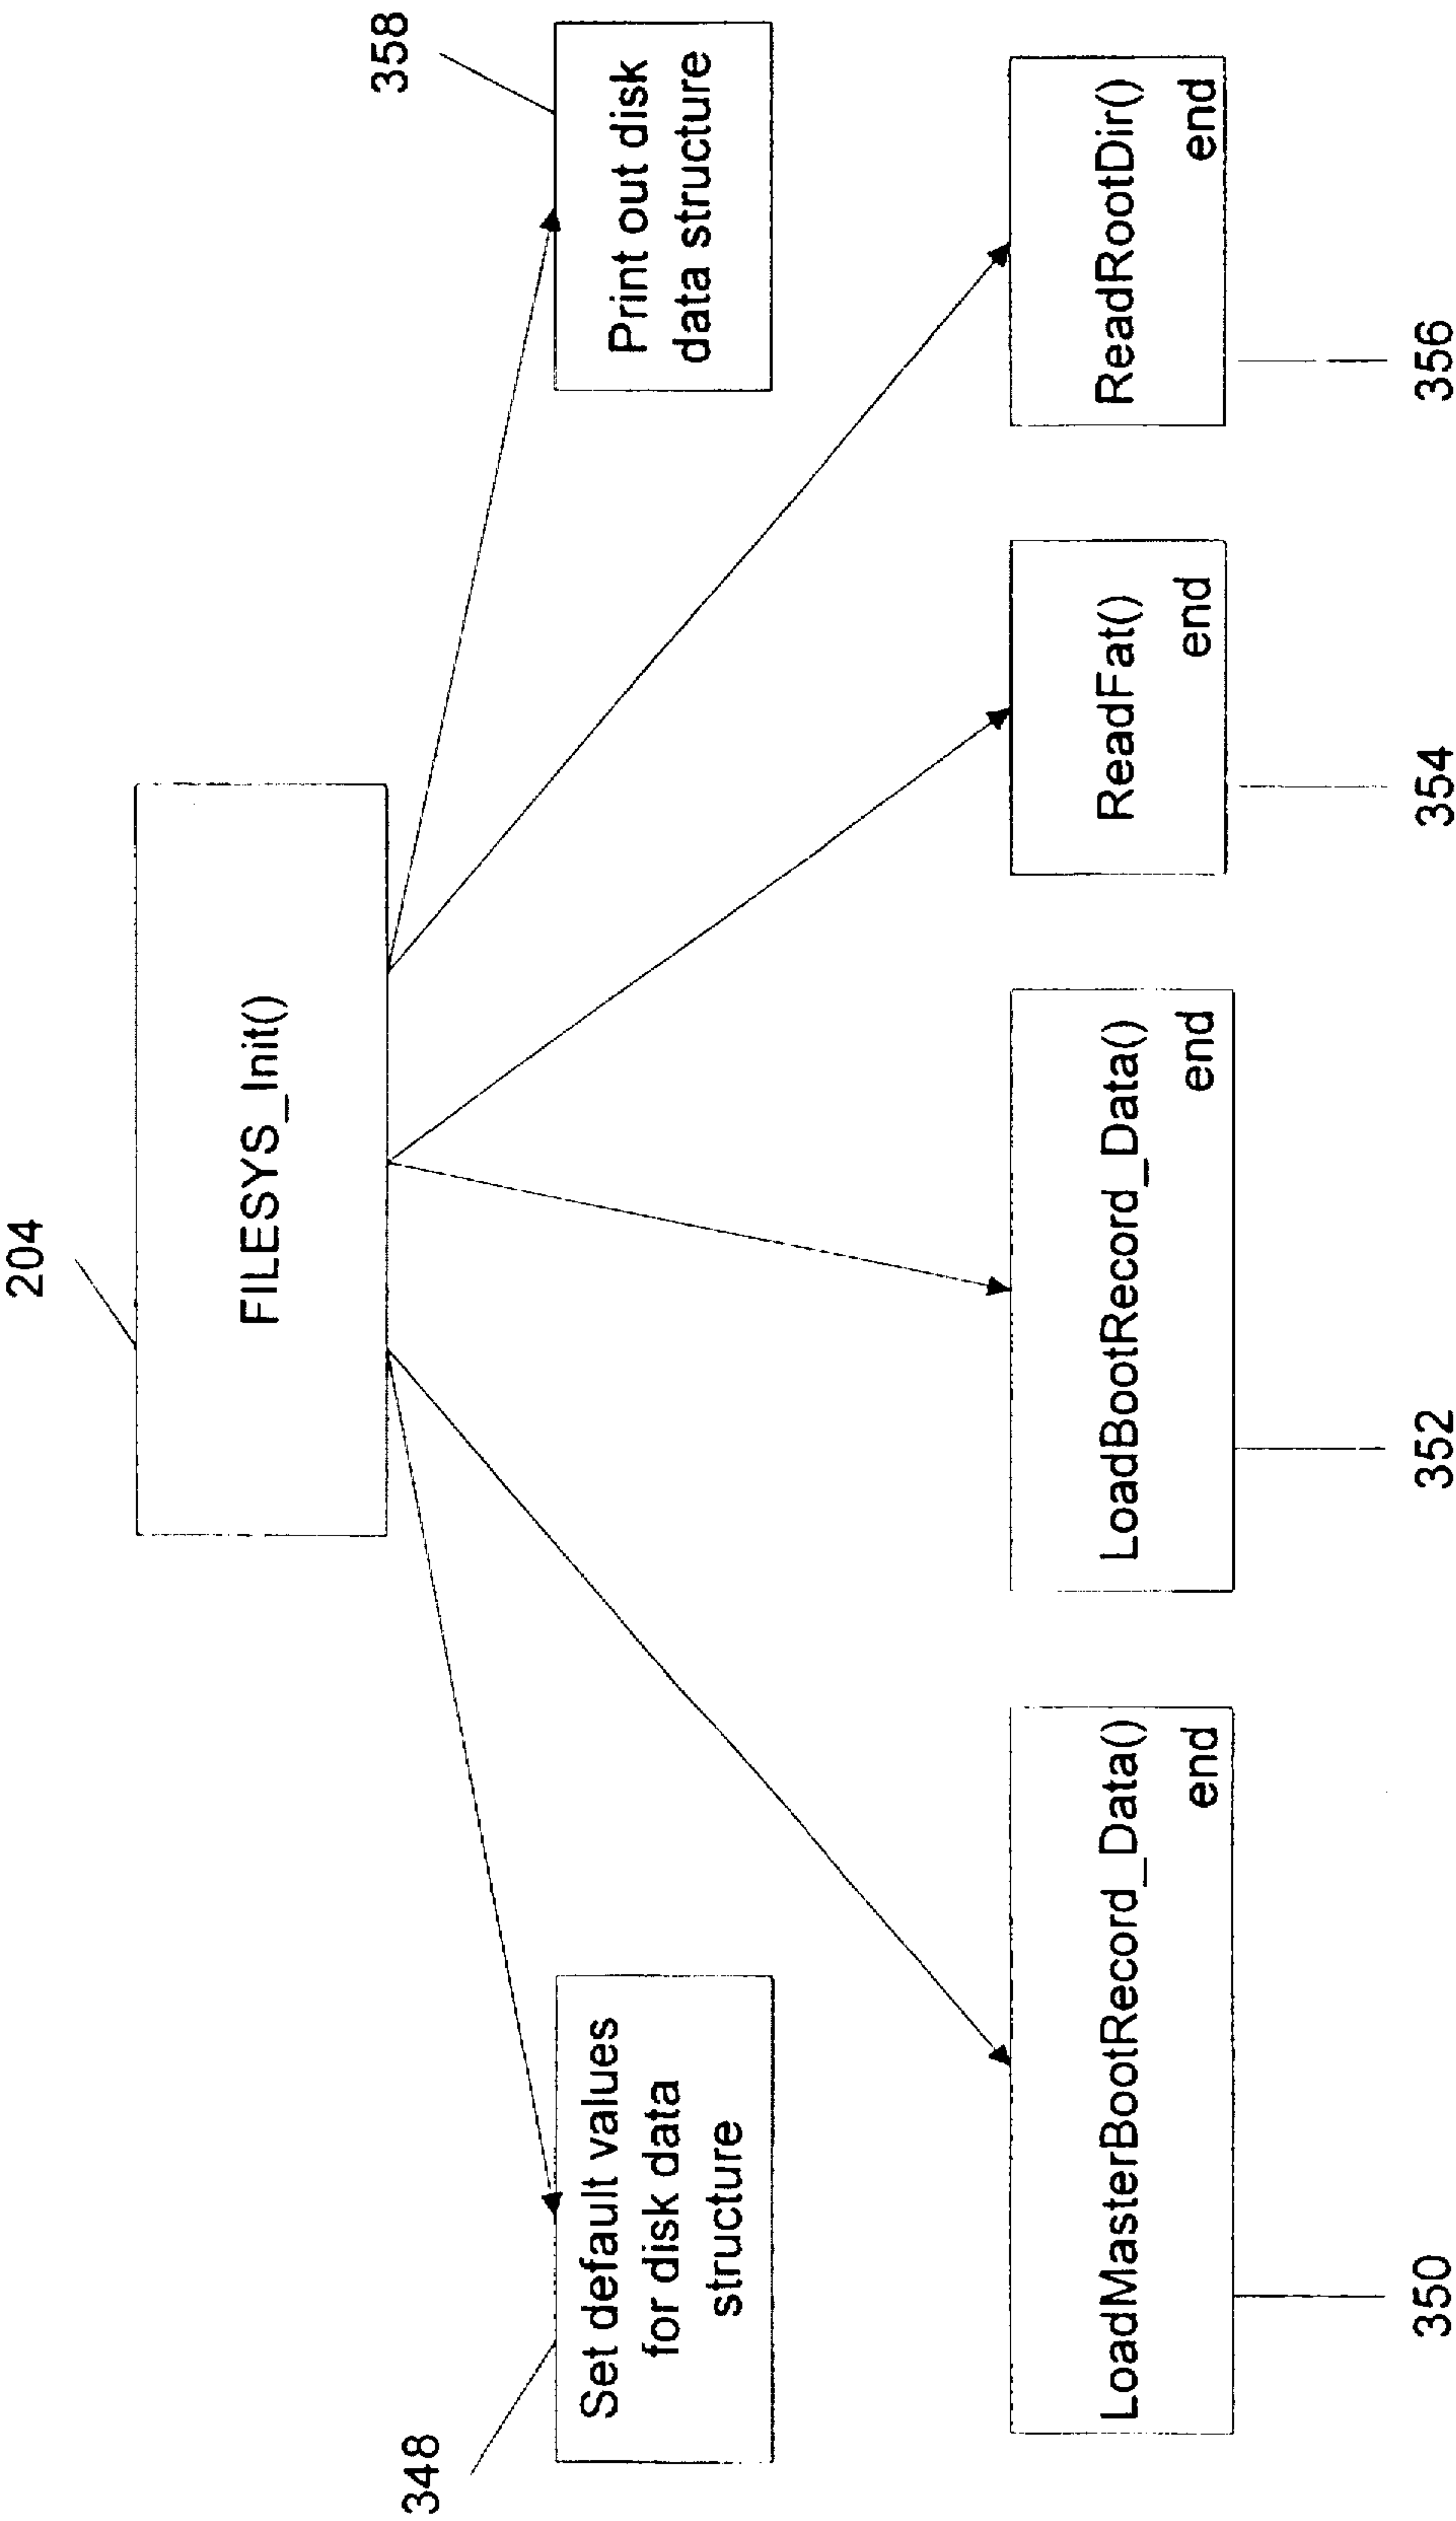 204
FILESYS_Init()
348
Set default values
for disk data
structure
358
Print out disk
data structure
LoadMasterBootRecord_Data()
end
350
LoadBootRecord_Data()
end
352
ReadFat()
end
354
ReadRootDir()
end
356